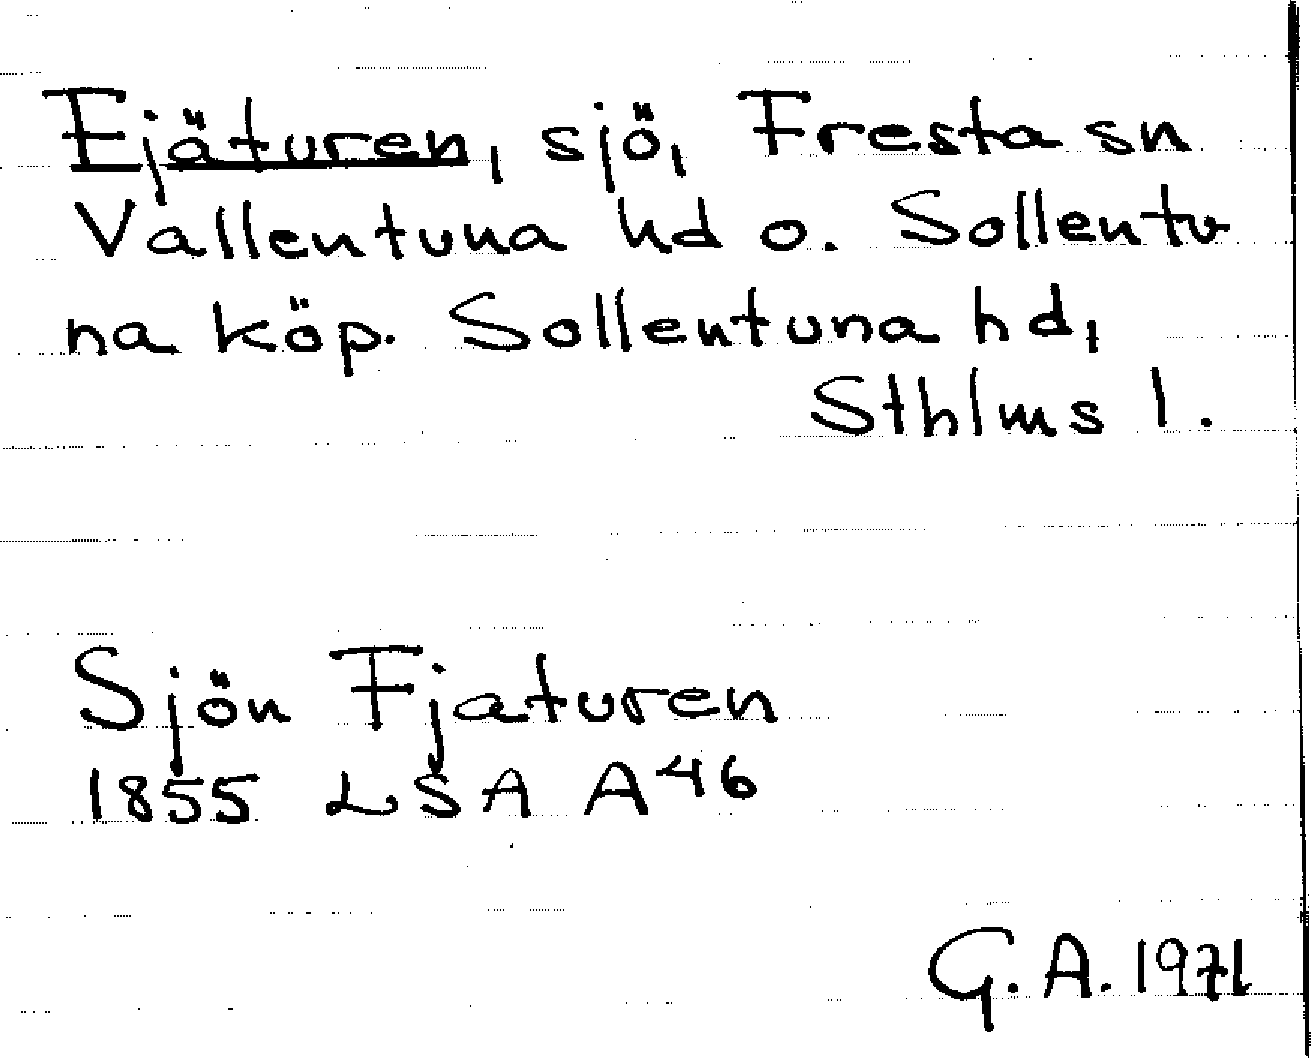 Fjäturen, sjö, Fresta sn
Vallentuna hd o. Sollentu
na köp. Sollentuna hd,
Sthlms l.
Sjön Fjaturen
1855 LSA A46
G.A. 1971